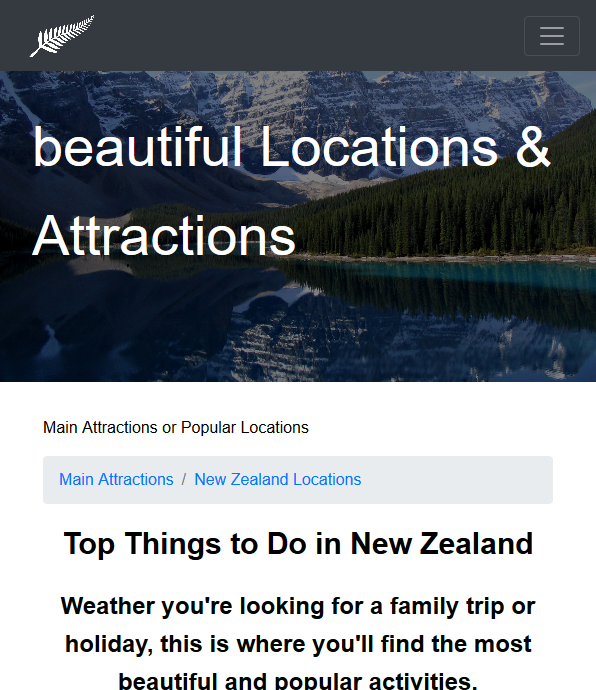 beautiful Locations &
Attractions
Main Attractions or Popular Locations
Main Attractions / New Zealand Locations
Top Things to Do in New Zealand
Weather you're looking for a family trip or
holiday, this is where you'll find the most
beautiful and popular activities.